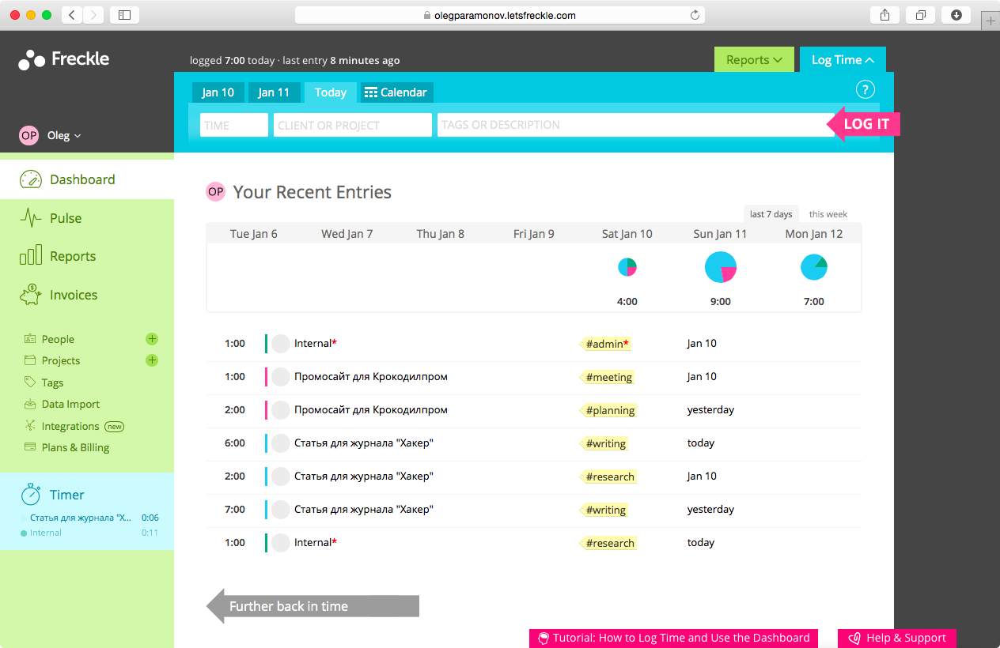 olegparamonov.letsfreckle.com
Freckle
logged 7:00 today · last entry 8 minutes ago
Reports
Log Time
Jan 10
Jan 11
Today
Calendar
?
TIME
CLIENT OR PROJECT
TAGS OR DESCRIPTION
LOG IT
OP
Oleg
Dashboard
Pulse
Reports
Invoices
People
Projects
Tags
Data Import
Integrations new
Plans & Billing
Timer
Статья для журнала "Х... 0:06
Internal 0:11
OP Your Recent Entries
last 7 days this week
Tue Jan 6 Wed Jan 7 Thu Jan 8 Fri Jan 9 Sat Jan 10 Sun Jan 11 Mon Jan 12
4:00 9:00 7:00
1:00 Internal* #admin* Jan 10
1:00 Промосайт для Крокодилпром #meeting Jan 10
2:00 Промосайт для Крокодилпром #planning yesterday
6:00 Статья для журнала "Хакер" #writing today
2:00 Статья для журнала "Хакер" #research Jan 10
7:00 Статья для журнала "Хакер" #writing yesterday
1:00 Internal* #research today
Further back in time
Tutorial: How to Log Time and Use the Dashboard
Help & Support